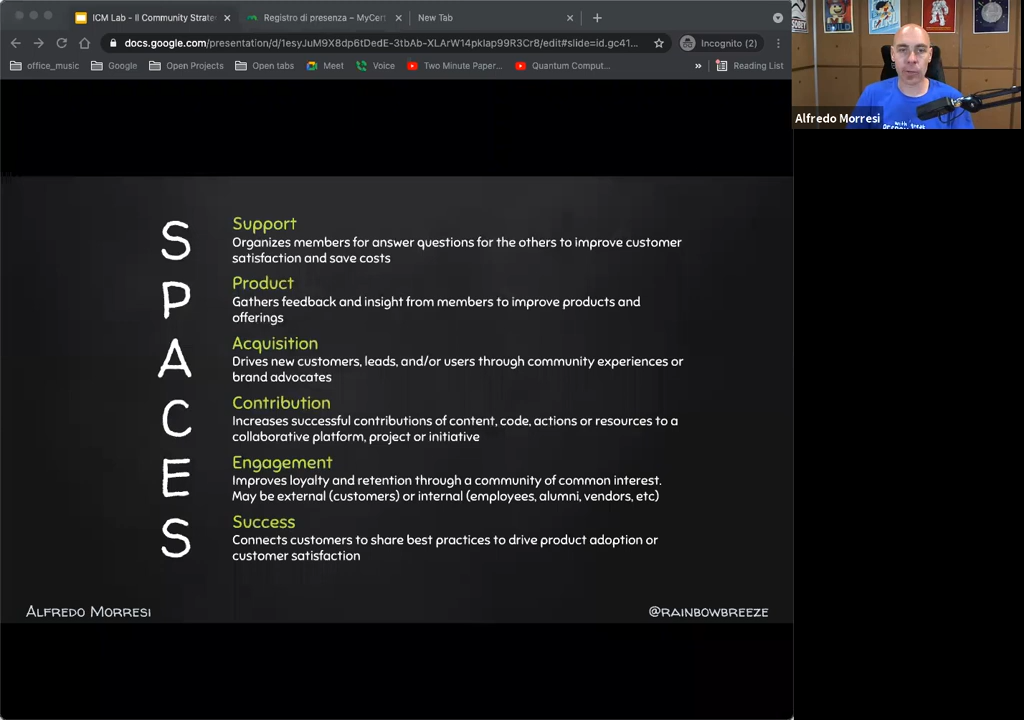 ICM Lab - Il Community Strate
Registro di presenza – MyCert
New Tab
docs.google.com/presentation/d/1esyJuM9X8dp6tDedE-3tbAb-XLArW14pkIap99R3Cr8/edit#slide=id.gc41...
Incognito (2)
office_music
Google
Open Projects
Open tabs
Meet
Voice
Two Minute Paper...
Quantum Comput...
»
Reading List
Alfredo Morresi
S
Support
Organizes members for answer questions for the others to improve customer
satisfaction and save costs
P
Product
Gathers feedback and insight from members to improve products and
offerings
A
Acquisition
Drives new customers, leads, and/or users through community experiences or
brand advocates
C
Contribution
Increases successful contributions of content, code, actions or resources to a
collaborative platform, project or initiative
E
Engagement
Improves loyalty and retention through a community of common interest.
May be external (customers) or internal (employees, alumni, vendors, etc)
S
Success
Connects customers to share best practices to drive product adoption or
customer satisfaction
Alfredo Morresi
@rainbowbreeze